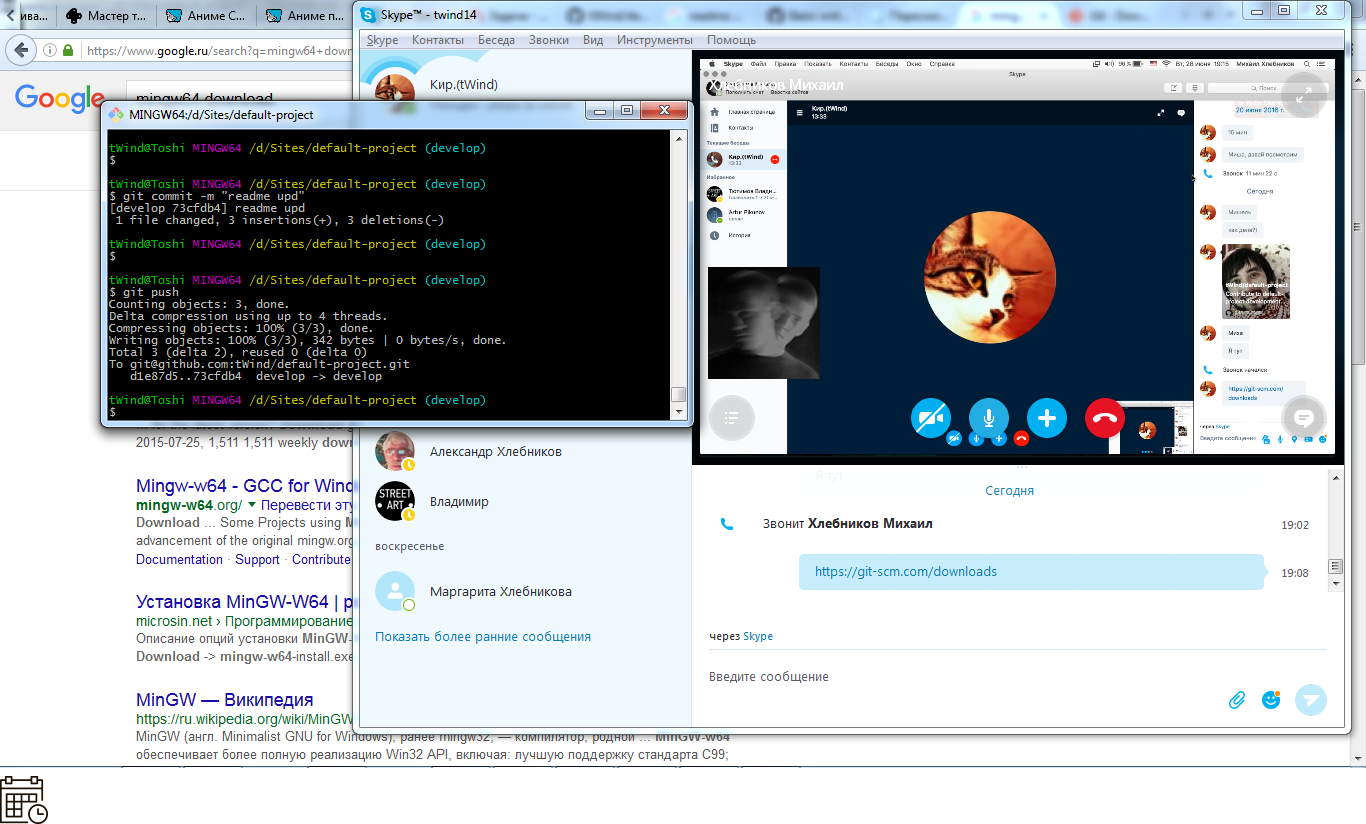 ива...
Мастер т...
Аниме С...
Аниме п...
https://www.google.ru/search?q=mingw64+dow
Google
mingw64 download
MINGW64:/d/Sites/default-project
tWind@Toshi MINGW64 /d/Sites/default-project (develop)
$
tWind@Toshi MINGW64 /d/Sites/default-project (develop)
$ git commit -m "readme upd"
[develop 73cfdb4] readme upd
1 file changed, 3 insertions(+), 3 deletions(-)
tWind@Toshi MINGW64 /d/Sites/default-project (develop)
$
tWind@Toshi MINGW64 /d/Sites/default-project (develop)
$ git push
Counting objects: 3, done.
Delta compression using up to 4 threads.
Compressing objects: 100% (3/3), done.
Writing objects: 100% (3/3), 342 bytes | 0 bytes/s, done.
Total 3 (delta 2), reused 0 (delta 0)
To git@github.com:tWind/default-project.git
d1e87d5..73cfdb4 develop -> develop
tWind@Toshi MINGW64 /d/Sites/default-project (develop)
$
2015-07-25, 1,511 1,511 weekly dow
Mingw-w64 - GCC for Wind
mingw-w64.org/ Перевести эту
Download ... Some Projects using M
advancement of the original mingw.org
Documentation · Support · Contribute
Установка MinGW-W64 | p
microsin.net › Программирование
Описание опций установки MinGW-
Download -> mingw-w64-install.exe
MinGW — Википедия
https://ru.wikipedia.org/wiki/MinGW
MinGW (англ. Minimalist GNU for Windows), ранее mingw32, — компилятор, родной ... MinGW-w64
обеспечивает более полную реализацию Win32 API, включая: лучшую поддержку стандарта C99;
Skype™ - twind14
Skype Контакты Беседа Звонки Вид Инструменты Помощь
Кир.(tWind)
Александр Хлебников
STREET ART
Владимир
воскресенье
Маргарита Хлебникова
Показать более ранние сообщения
Skype Файл Правка Показать Контакты Беседы Окно Справка
96 % Вт, 28 июня 19:15 Михаил Хлебников
Skype
Хлебников Михаил
Поиск
Главная страница
Контакты
Текущие беседы
Кир.(tWind)
13:33
Избранное
Тютимов Влади...
Artur Pikunov
История
Кир.(tWind)
13:33
20 июня 2016 г.
15 мин
Миша, давай посмотрим
Звонок 11 мин 22 с
Сегодня
Мишель
как дела?)
tWind/default-project
Contribute to default-
project development...
Миха
Я тут
Звонок начался
https://git-scm.com/
downloads
через Skype
Введите сообщени
Я тут
Сегодня
Звонит Хлебников Михаил
19:02
https://git-scm.com/downloads
19:08
через Skype
Введите сообщение